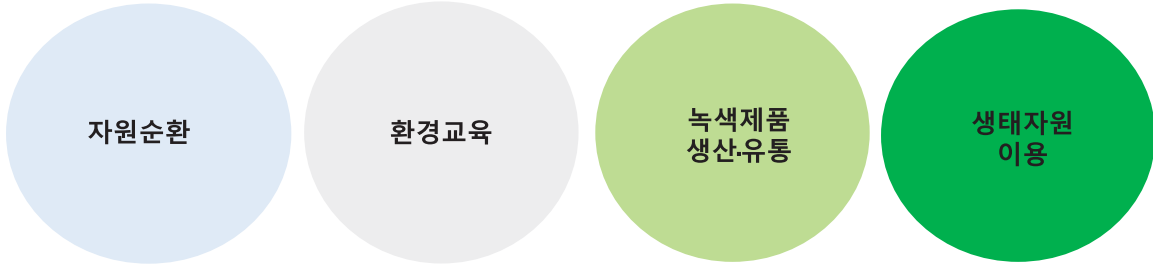 자원순환
환경교육
녹색제품
생산·유통
생태자원
이용